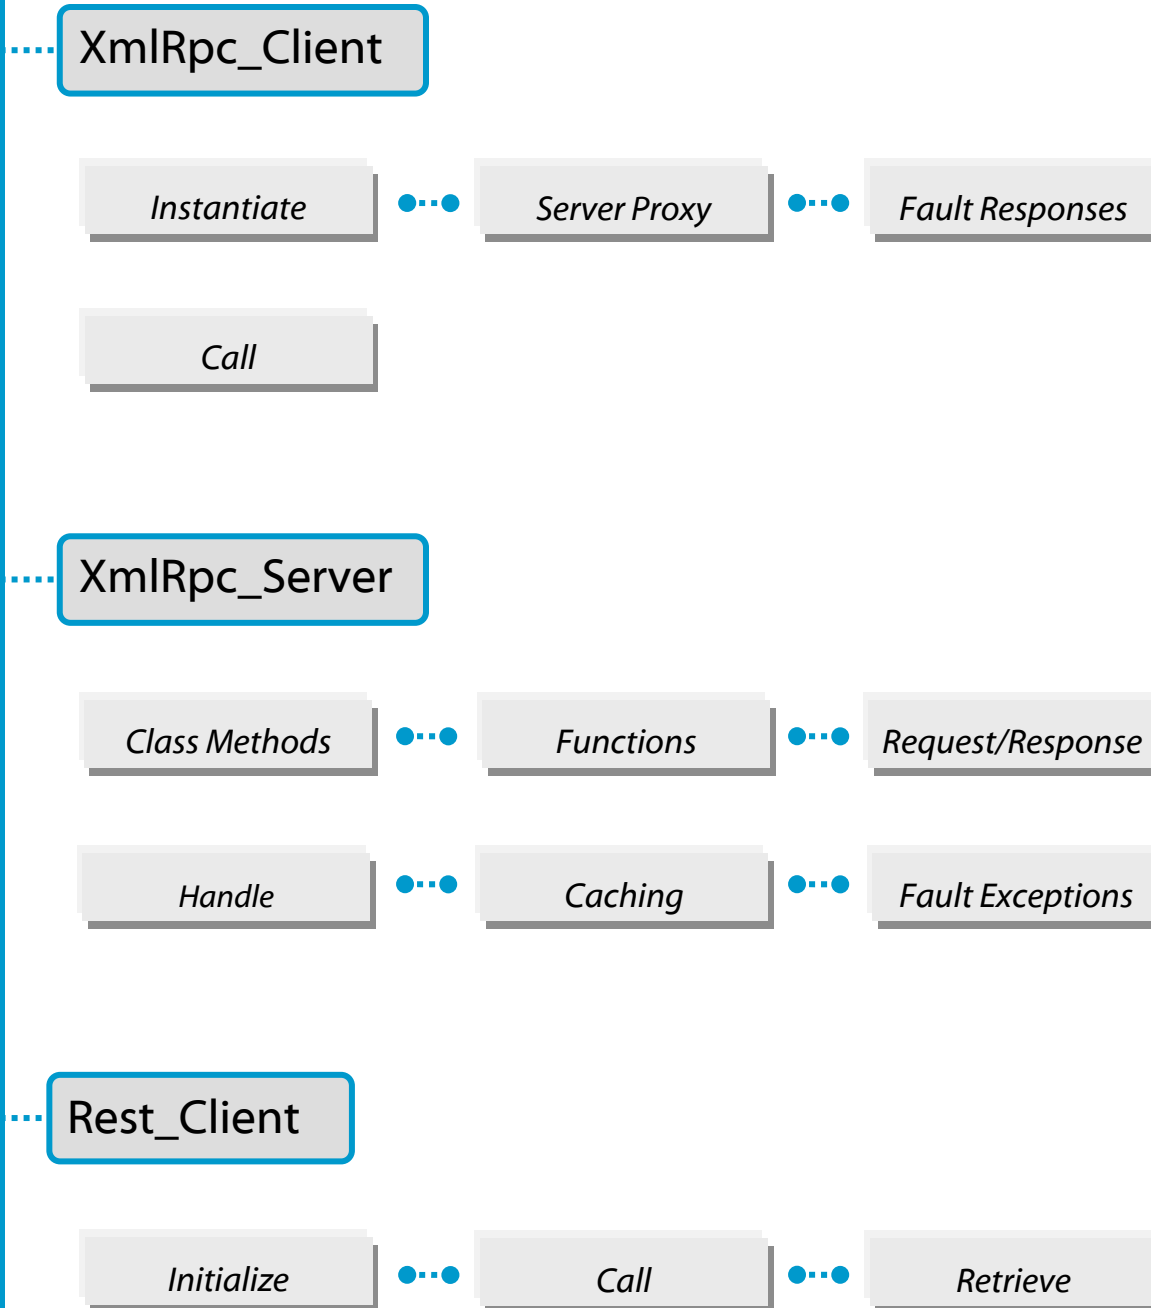 XmlRpc_Client
Instantiate
Server Proxy
Fault Responses
Call
XmlRpc_Server
Class Methods
Functions
Request/Response
Handle
Caching
Fault Exceptions
Rest_Client
Initialize
Call
Retrieve